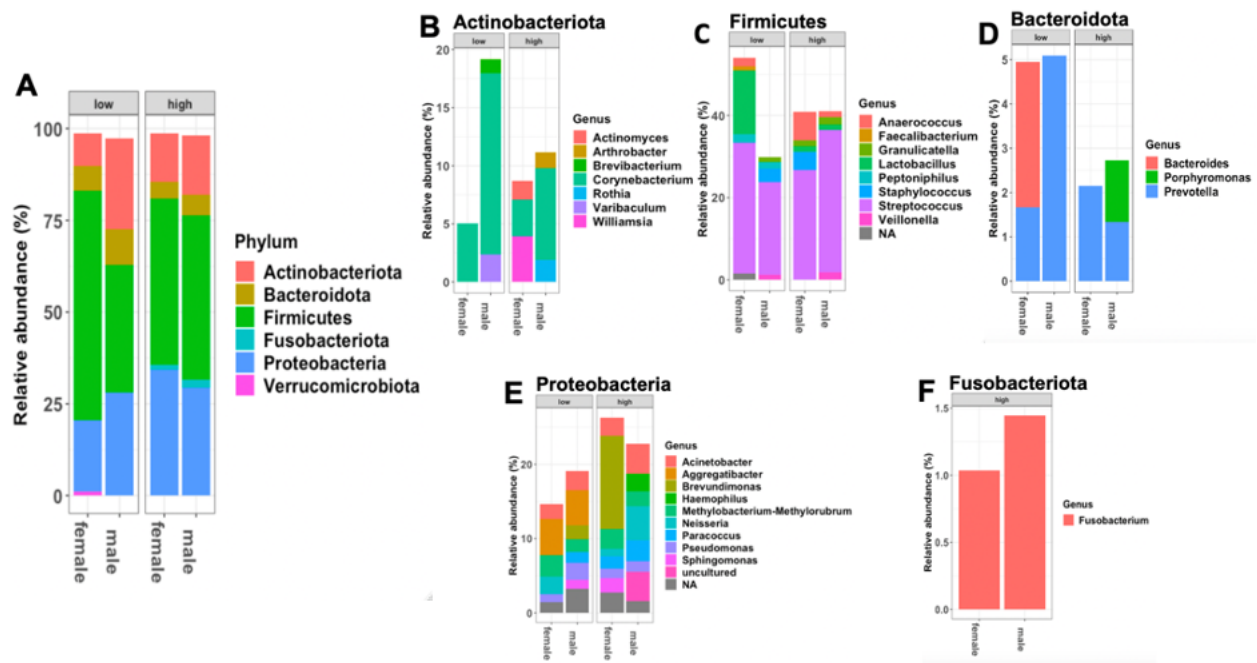 A
low
high
Relative abundance (%)
100
75
50
25
0
female
male
female
male
Phylum
Actinobacteriota
Bacteroidota
Firmicutes
Fusobacteriota
Proteobacteria
Verrucomicrobiota
B
Actinobacteriota
low
high
Relative abundance (%)
20
15
10
5
0
female
male
female
male
Genus
Actinomyces
Arthrobacter
Brevibacterium
Corynebacterium
Rothia
Varibaculum
Williamsia
C
Firmicutes
low
high
Relative abundance (%)
40
20
0
female
male
female
male
Genus
Anaerococcus
Faecalibacterium
Granulicatella
Lactobacillus
Peptoniphilus
Staphylococcus
Streptococcus
Veillonella
NA
D
Bacteroidota
low
high
Relative abundance (%)
5
4
3
2
1
0
female
male
female
male
Genus
Bacteroides
Porphyromonas
Prevotella
E
Proteobacteria
low
high
Relative abundance (%)
20
10
0
female
male
female
male
Genus
Acinetobacter
Aggregatibacter
Brevundimonas
Haemophilus
Methylobacterium-Methylorubrum
Neisseria
Paracoccus
Pseudomonas
Sphingomonas
uncultured
NA
F
Fusobacteriota
high
Relative abundance (%)
1.5
1.0
0.5
0.0
female
male
Genus
Fusobacterium